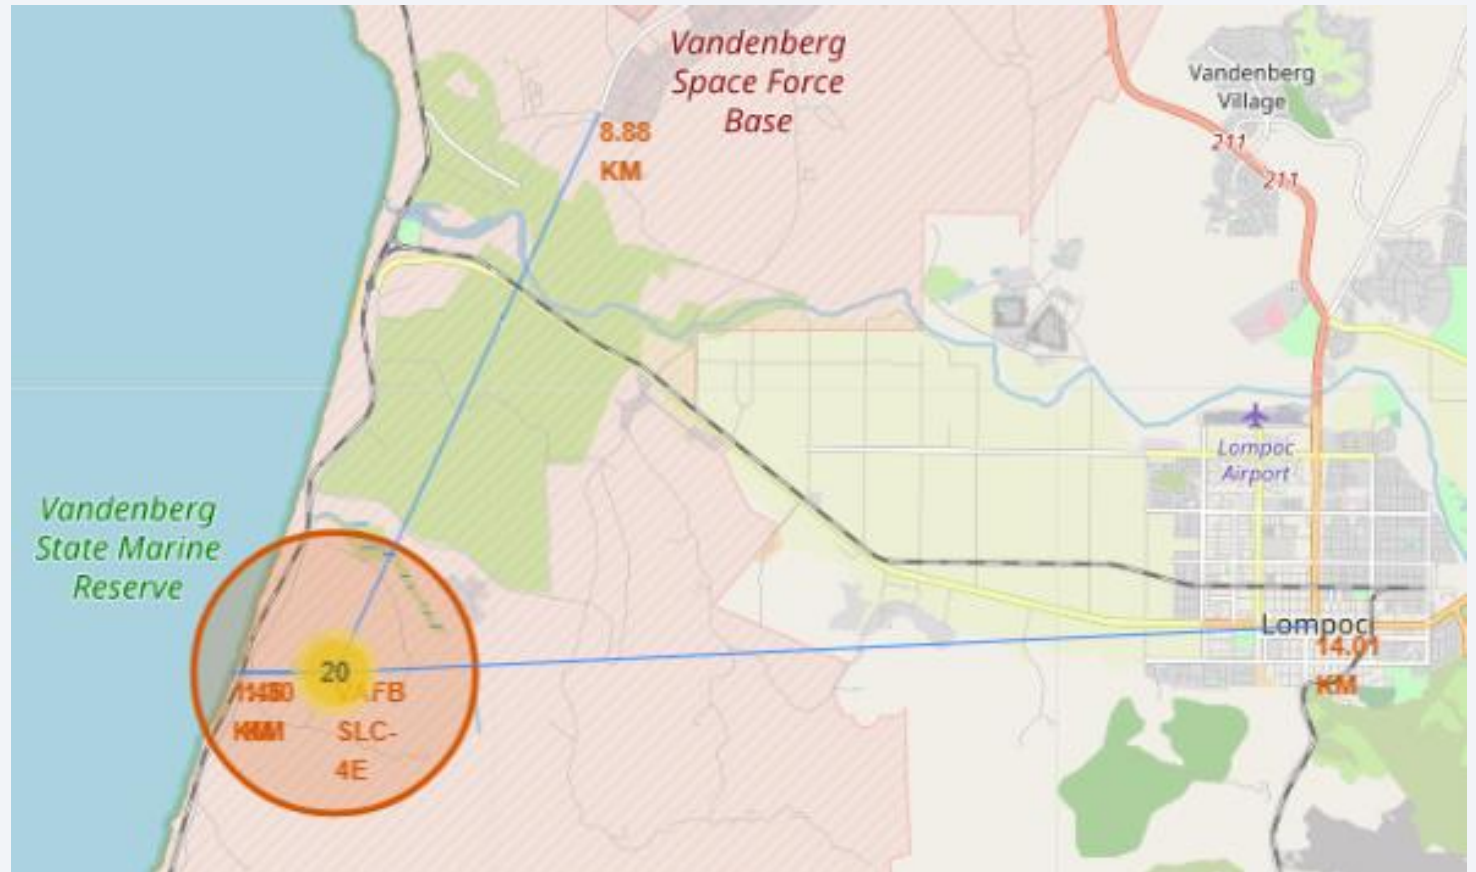 Vandenberg
Space Force
Base
Vandenberg
Village
8.88
KM
211
211
Lompoc
Airport
Vandenberg
State Marine
Reserve
Lompoc
14.01
KM
20
VAFB
SLC-
4E